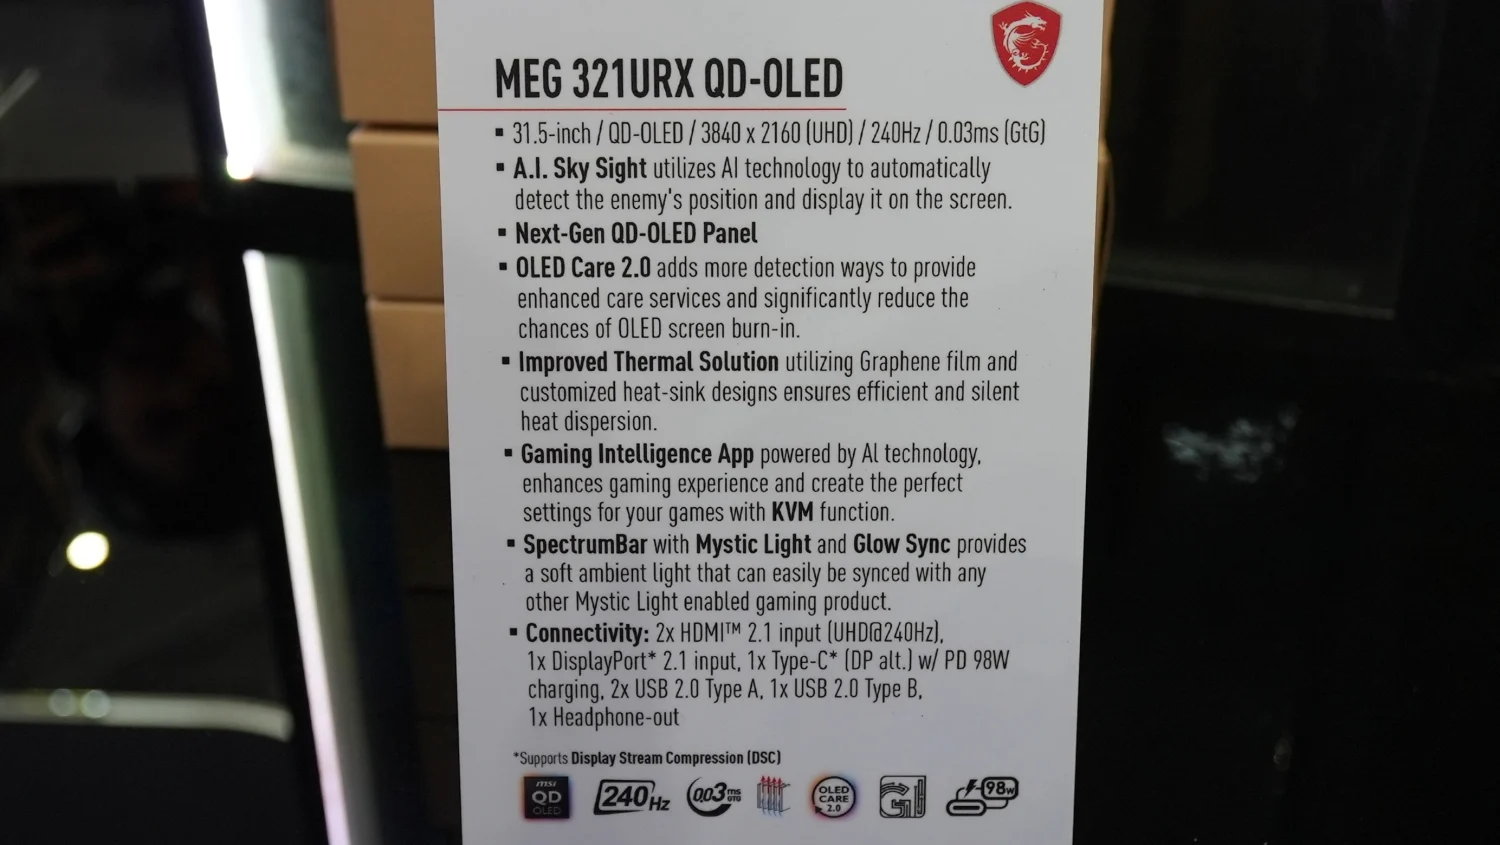 MEG 321URX QD-OLED
▪ 31.5-inch / QD-OLED / 3840 x 2160 (UHD) / 240Hz / 0.03ms (GtG)
▪ A.I. Sky Sight utilizes AI technology to automatically
detect the enemy's position and display it on the screen.
▪ Next-Gen QD-OLED Panel
▪ OLED Care 2.0 adds more detection ways to provide
enhanced care services and significantly reduce the
chances of OLED screen burn-in.
▪ Improved Thermal Solution utilizing Graphene film and
customized heat-sink designs ensures efficient and silent
heat dispersion.
▪ Gaming Intelligence App powered by AI technology,
enhances gaming experience and create the perfect
settings for your games with KVM function.
▪ SpectrumBar with Mystic Light and Glow Sync provides
a soft ambient light that can easily be synced with any
other Mystic Light enabled gaming product.
▪ Connectivity: 2x HDMI™ 2.1 input (UHD@240Hz),
1x DisplayPort* 2.1 input, 1x Type-C* (DP alt.) w/ PD 98W
charging, 2x USB 2.0 Type A, 1x USB 2.0 Type B,
1x Headphone-out
*Supports Display Stream Compression (DSC)
msi QD OLED
240Hz
0.03ms GTG
OLED CARE 2.0
GI
98W